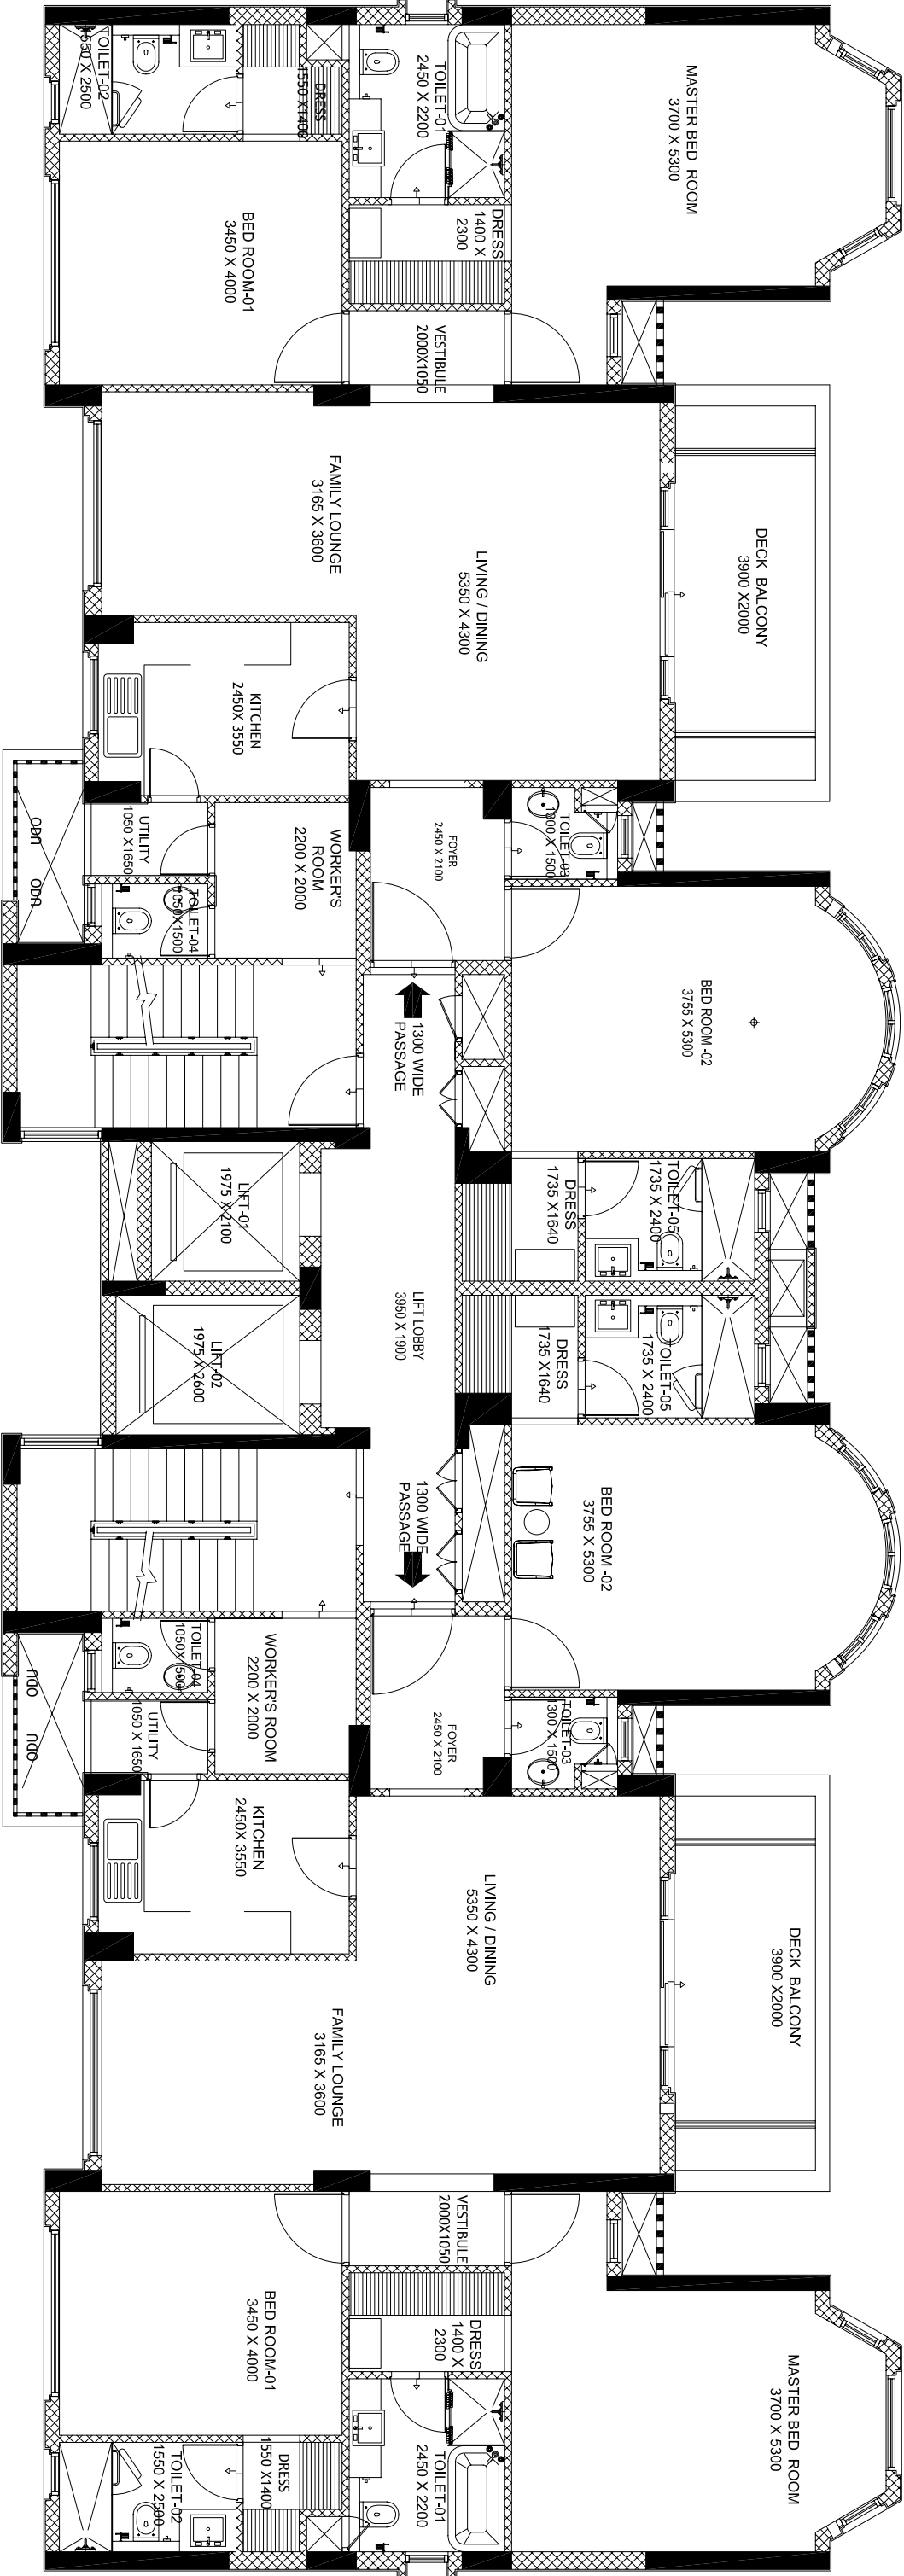 MASTER BED ROOM
3700 X 5300
TOILET-01
2450 X 2200
DRESS
1550 X1400
TOILET-02
1550 X 2500
DRESS
1400 X
2300
BED ROOM-01
3450 X 4000
VESTIBULE
2000X1050
DECK BALCONY
3900 X2000
LIVING / DINING
5350 X 4300
FAMILY LOUNGE
3165 X 3600
KITCHEN
2450X 3550
TOILET-03
1300 X 1500
FOYER
2450 X 2100
WORKER'S
ROOM
2200 X 2000
UTILITY
1050 X1650
TOILET-04
1050X1500
ODU
ODU
BED ROOM -02
3755 X 5300
1300 WIDE
PASSAGE
TOILET-05
1735 X 2400
DRESS
1735 X1640
LIFT-01
1975 X 2100
LIFT LOBBY
3950 X 1900
LIFT-02
1975 X 2600
TOILET-05
1735 X 2400
DRESS
1735 X1640
BED ROOM -02
3755 X 5300
1300 WIDE
PASSAGE
TOILET-03
1300 X 1500
FOYER
2450 X 2100
WORKER'S ROOM
2200 X 2000
TOILET-04
1050X1500
UTILITY
1050 X 1650
ODU
ODU
KITCHEN
2450X 3550
DECK BALCONY
3900 X2000
LIVING / DINING
5350 X 4300
FAMILY LOUNGE
3165 X 3600
VESTIBULE
2000X1050
BED ROOM-01
3450 X 4000
DRESS
1400 X
2300
MASTER BED ROOM
3700 X 5300
TOILET-01
2450 X 2200
DRESS
1550 X1400
TOILET-02
1550 X 2500